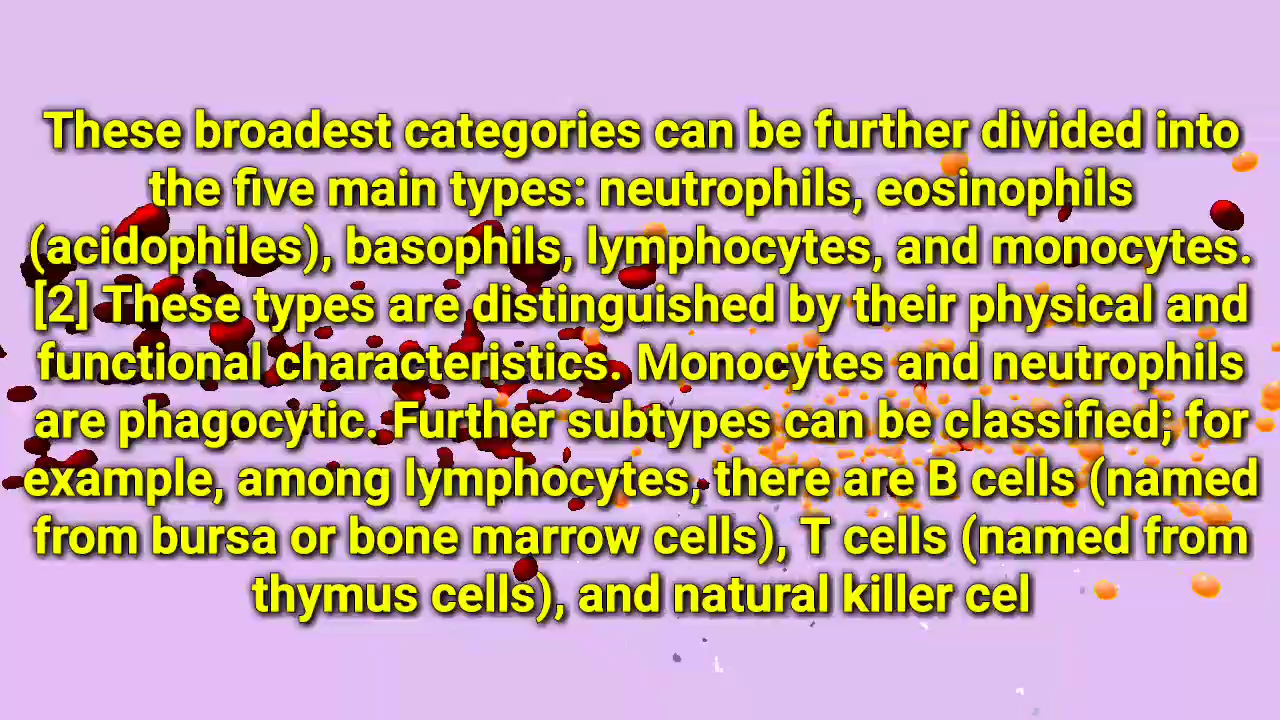 These broadest categories can be further divided into
the five main types: neutrophils, eosinophils
(acidophiles), basophils, lymphocytes, and monocytes.
[2] These types are distinguished by their physical and
functional characteristics. Monocytes and neutrophils
are phagocytic. Further subtypes can be classified; for
example, among lymphocytes, there are B cells (named
from bursa or bone marrow cells), T cells (named from
thymus cells), and natural killer cel